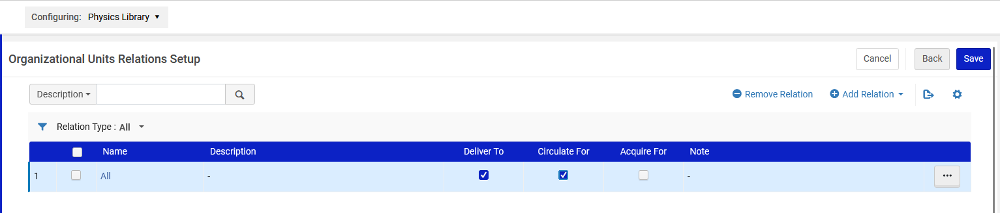 Configuring: Physics Library
Organizational Units Relations Setup Cancel Back Save
Description Remove Relation Add Relation
Relation Type : All
Name Description Deliver To Circulate For Acquire For Note
1 All - -